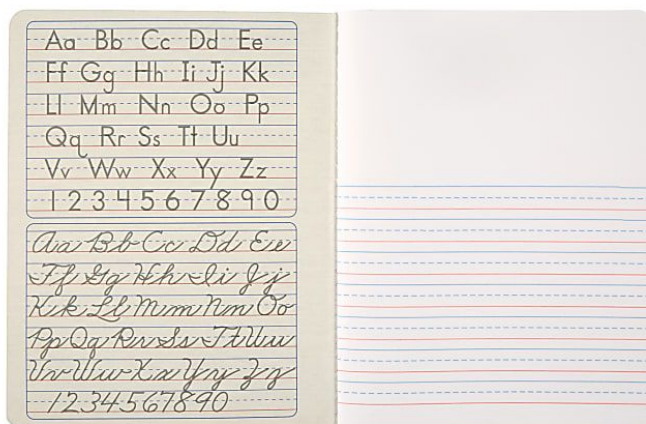 Aa Bb Cc Dd Ee
Ff Gg Hh Ii Jj Kk
Ll Mm Nn Oo Pp
Qq Rr Ss Tt Uu
Vv Ww Xx Yy Zz
1 2 3 4 5 6 7 8 9 0
Aa Bb Cc Dd Ee
Ff Gg Hh Ii Jj
Kk Ll Mm Nn Oo
Pp Qq Rr Ss Tt Uu
Vv Ww Xx Yy Zz
1 2 3 4 5 6 7 8 9 0